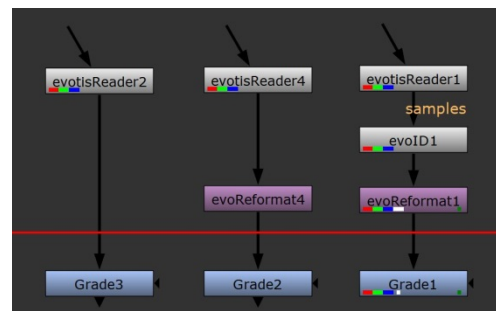 evotisReader2 evotisReader4 evotisReader1
samples
evoID1
evoReformat4 evoReformat1
Grade3 Grade2 Grade1